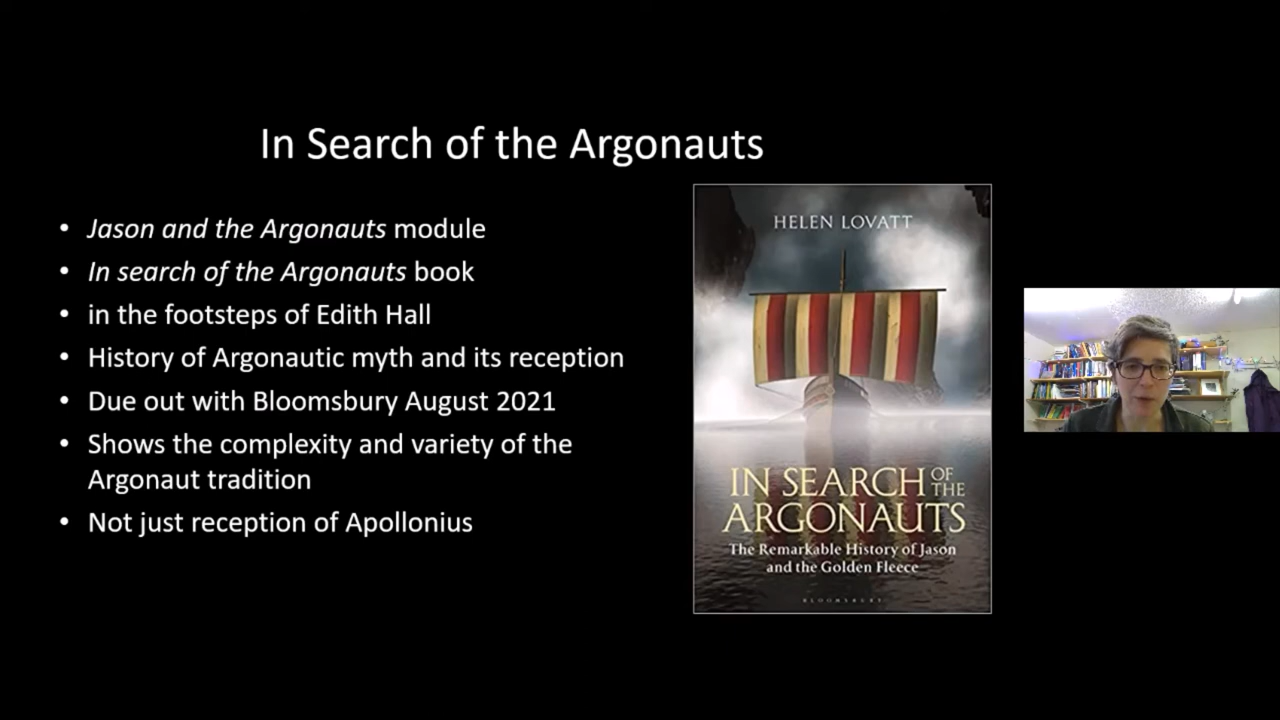 In Search of the Argonauts
• Jason and the Argonauts module
• In search of the Argonauts book
• in the footsteps of Edith Hall
• History of Argonautic myth and its reception
• Due out with Bloomsbury August 2021
• Shows the complexity and variety of the
Argonaut tradition
• Not just reception of Apollonius
HELEN LOVATT
IN SEARCH OF THE
ARGONAUTS
The Remarkable History of Jason
and the Golden Fleece
BLOOMSBURY